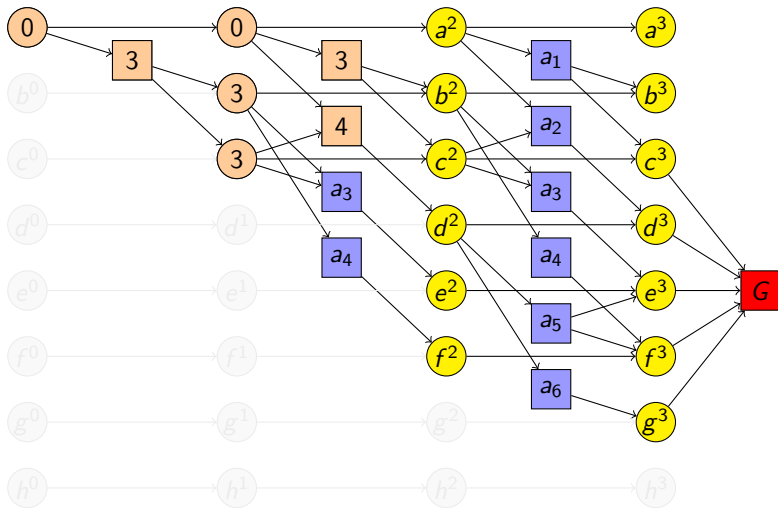 0 0 a² a³
3 3 a₁
b⁰ 3 b² b³
4 a₂
c⁰ 3 c² c³
a₃ a₃
d⁰ d¹ d² d³
a₄ a₄
e⁰ e¹ e² e³ G
a₅
f⁰ f¹ f² f³
a₆
g⁰ g¹ g² g³
h⁰ h¹ h² h³